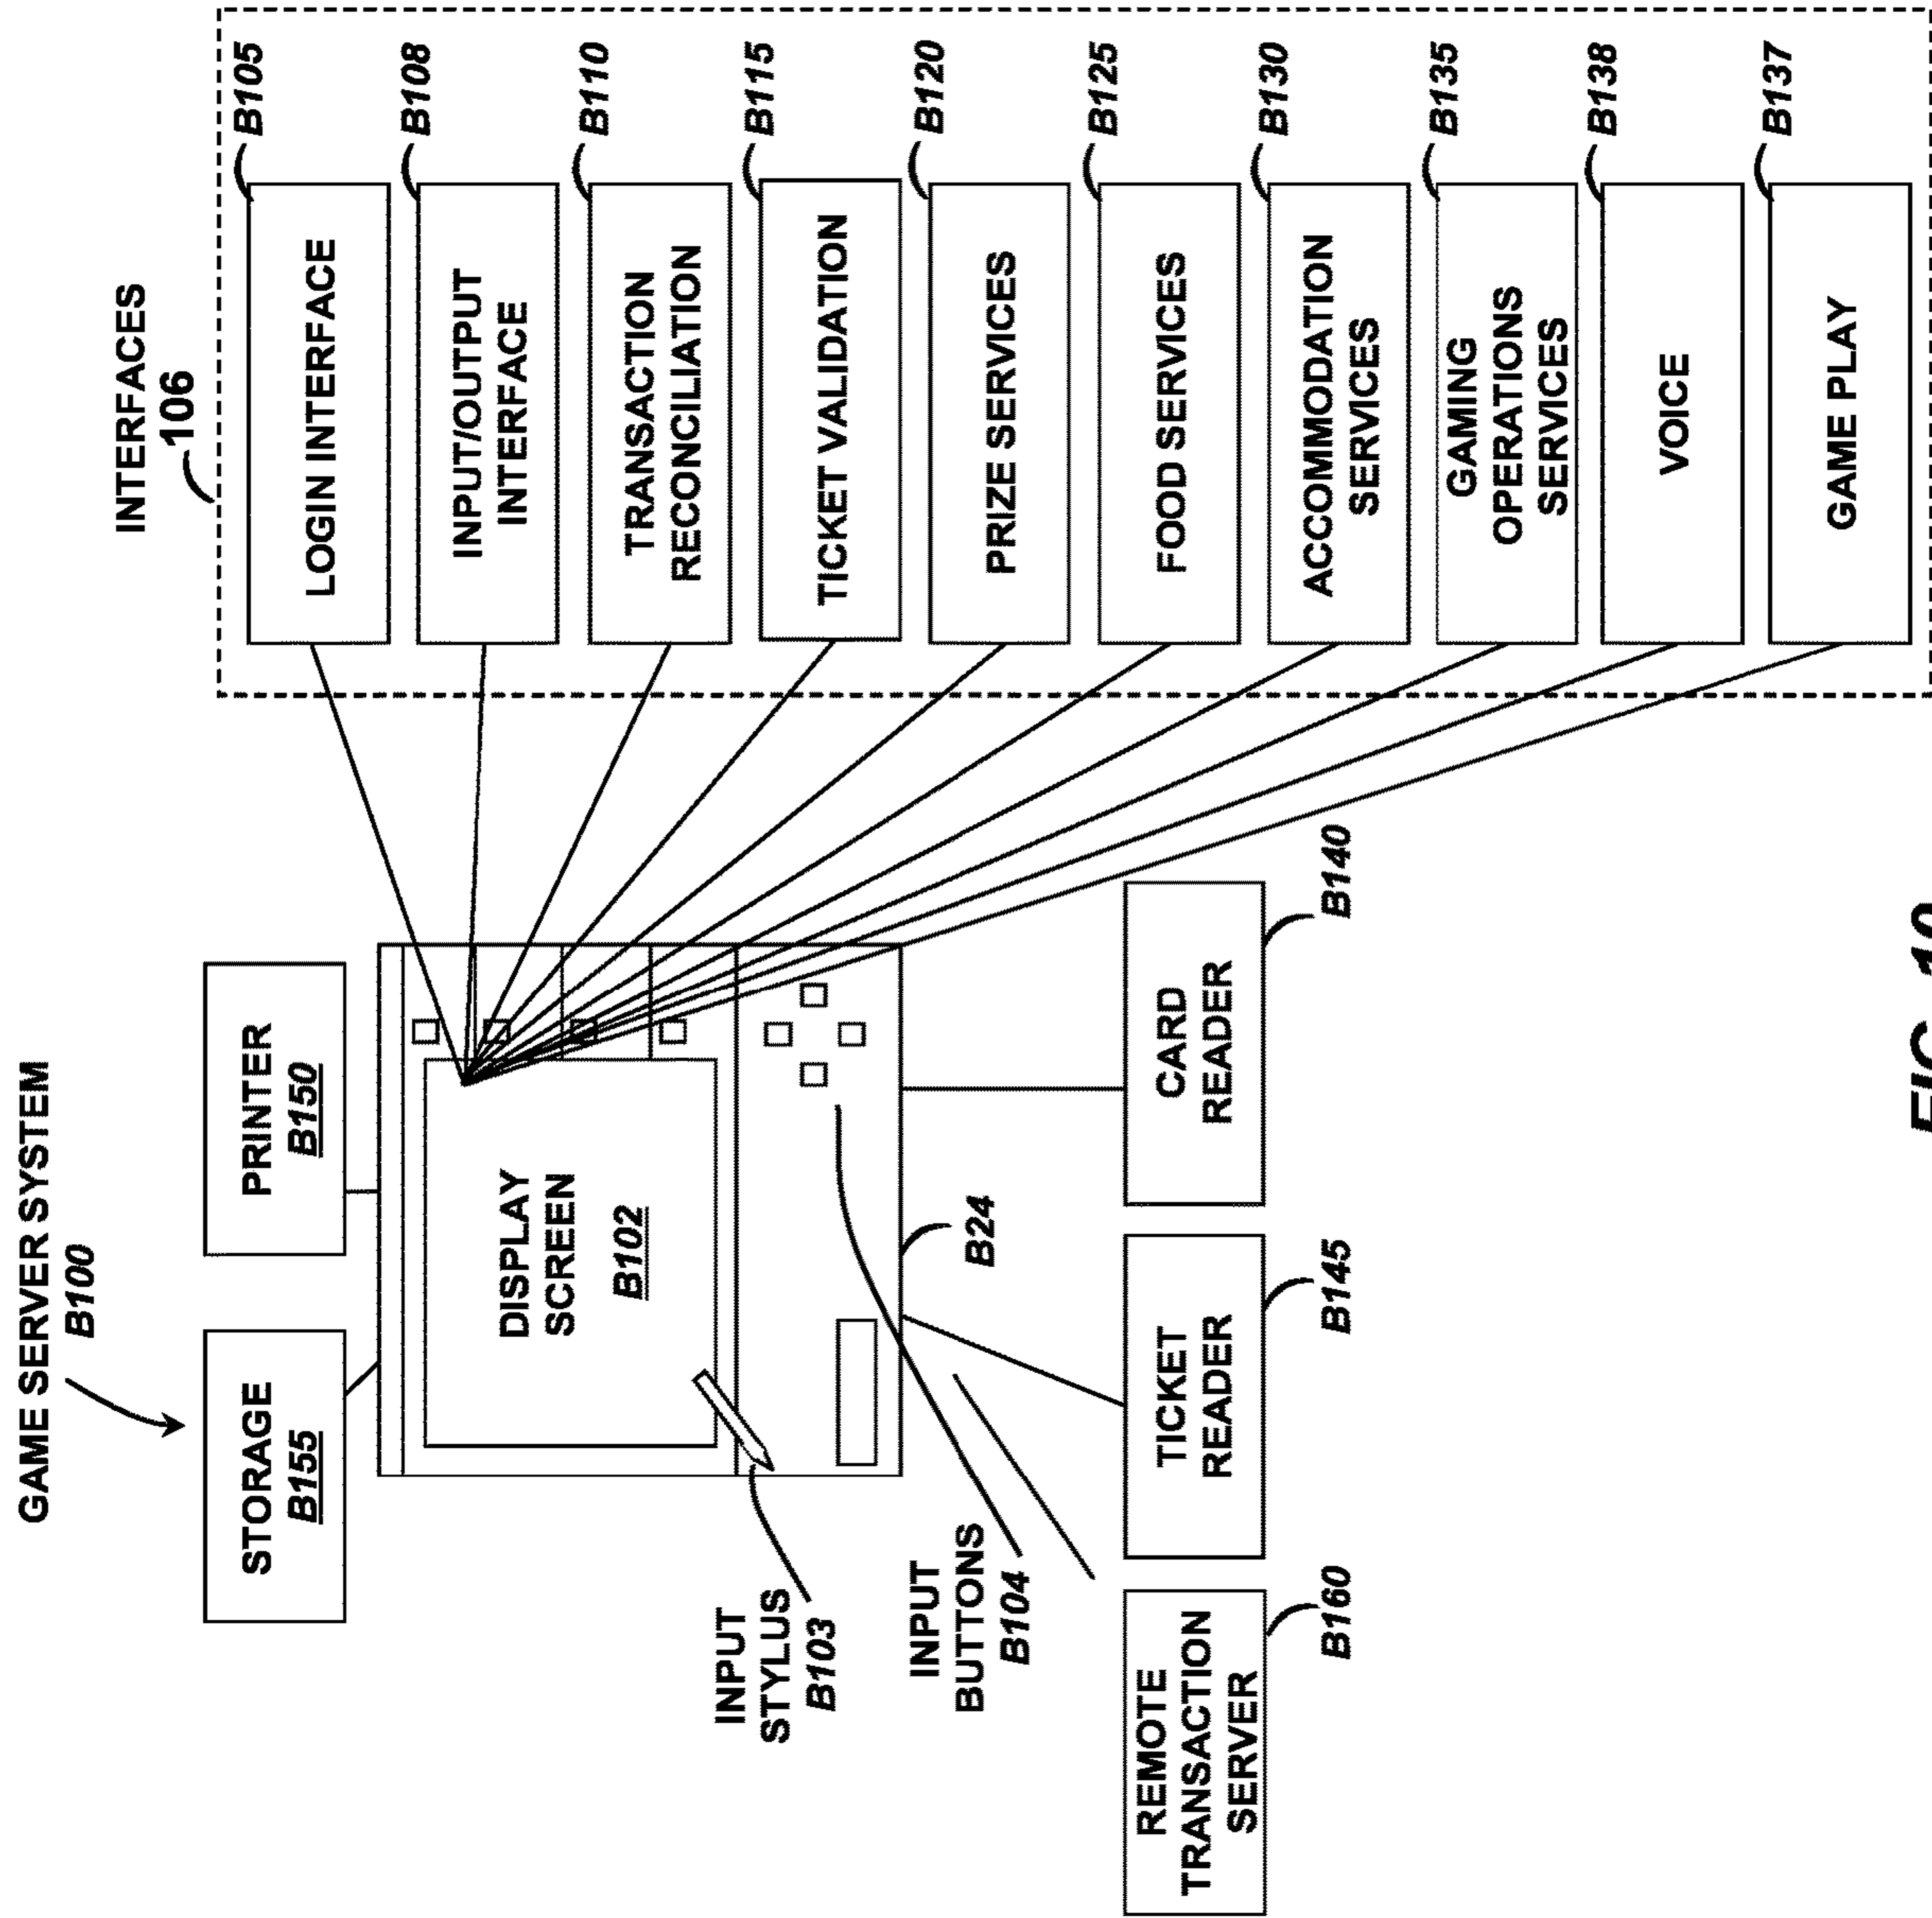 GAME SERVER SYSTEM
B100
STORAGE
B155
PRINTER
B150
DISPLAY
SCREEN
B102
INPUT
STYLUS
B103
INPUT
BUTTONS
B104
B24
REMOTE
TRANSACTION
SERVER
B160
TICKET
READER
B145
CARD
READER
B140
INTERFACES
106
LOGIN INTERFACE
B105
INPUT/OUTPUT
INTERFACE
B108
TRANSACTION
RECONCILIATION
B110
TICKET VALIDATION
B115
PRIZE SERVICES
B120
FOOD SERVICES
B125
ACCOMMODATION
SERVICES
B130
GAMING
OPERATIONS
SERVICES
B135
VOICE
B138
GAME PLAY
B137
FIG